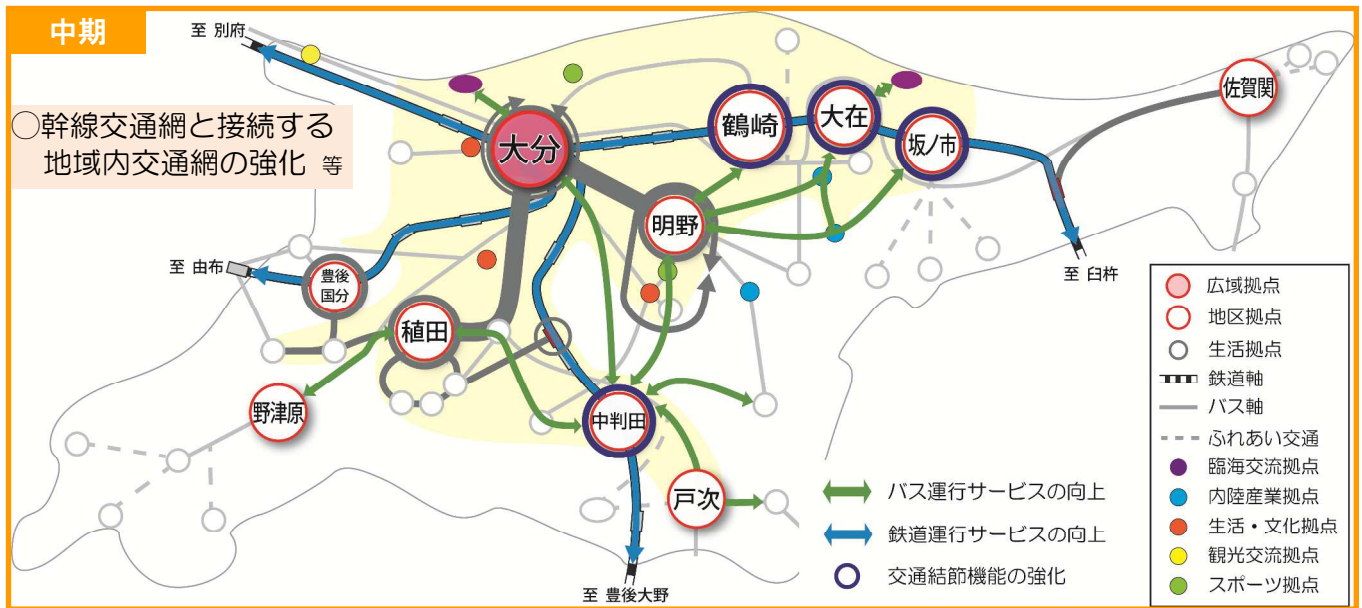 中期
至 別府
○幹線交通網と接続する
地域内交通網の強化 等
大分
鶴崎
大在
坂ノ市
佐賀関
明野
至 臼杵
至 由布
豊後
国分
稙田
野津原
中判田
戸次
至 豊後大野
バス運行サービスの向上
鉄道運行サービスの向上
交通結節機能の強化
広域拠点
地区拠点
生活拠点
鉄道軸
バス軸
ふれあい交通
臨海交流拠点
内陸産業拠点
生活・文化拠点
観光交流拠点
スポーツ拠点